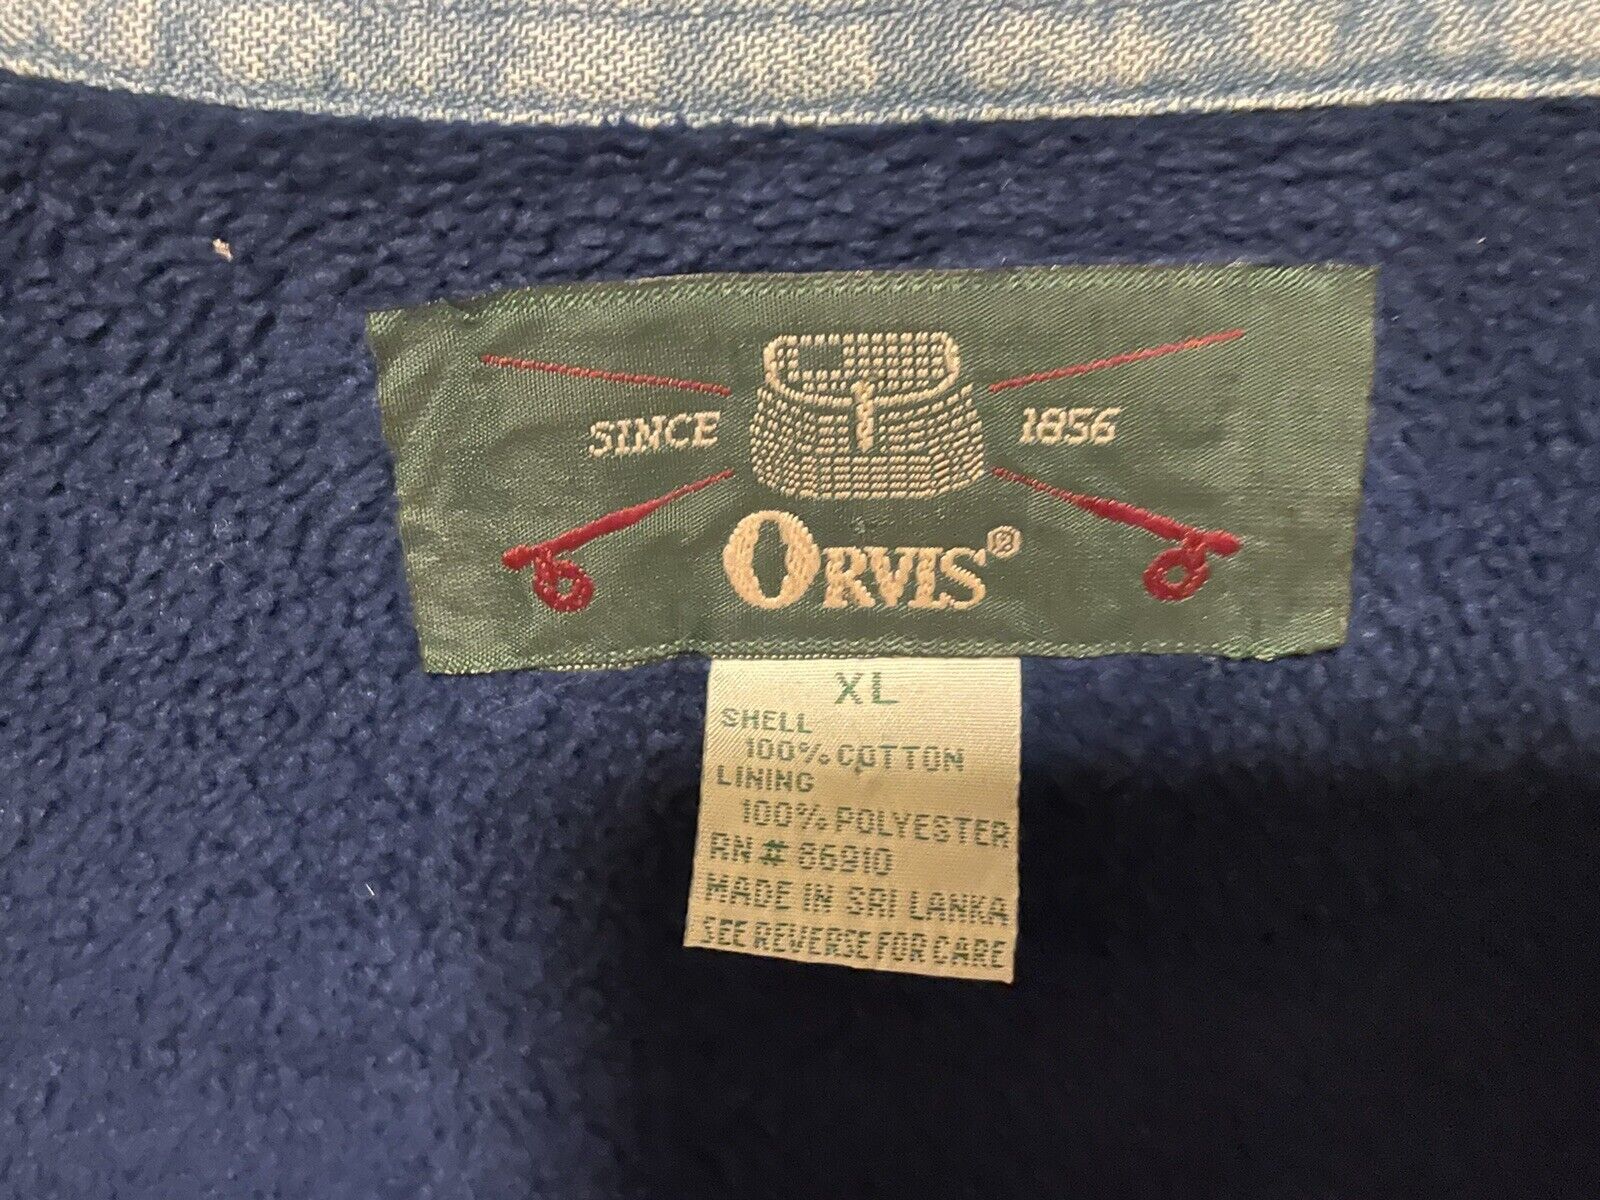 SINCE 1856
ORVIS®
XL
SHELL
100% COTTON
LINING
100% POLYESTER
RN # 86910
MADE IN SRI LANKA
SEE REVERSE FOR CARE